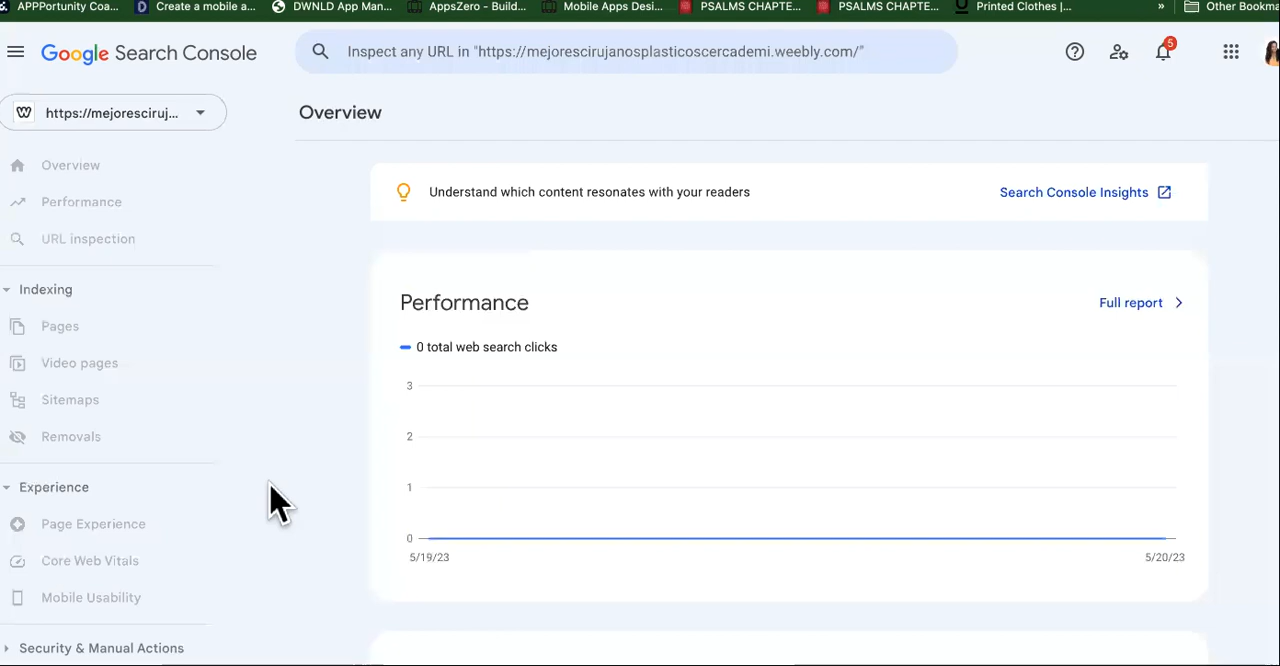 APPPortunity Coa...
Create a mobile a...
DWNLD App Man...
AppsZero - Build...
Mobile Apps Desi...
PSALMS CHAPTE...
PSALMS CHAPTE...
Printed Clothes |...
»
Other Bookma
Google Search Console
Inspect any URL in "https://mejorescirujanosplasticoscercademi.weebly.com/"
5
https://mejoresciruj...
Overview
Overview
Performance
URL inspection
Indexing
Pages
Video pages
Sitemaps
Removals
Experience
Page Experience
Core Web Vitals
Mobile Usability
Security & Manual Actions
Understand which content resonates with your readers
Search Console Insights
Performance
Full report
0 total web search clicks
3
2
1
0
5/19/23
5/20/23